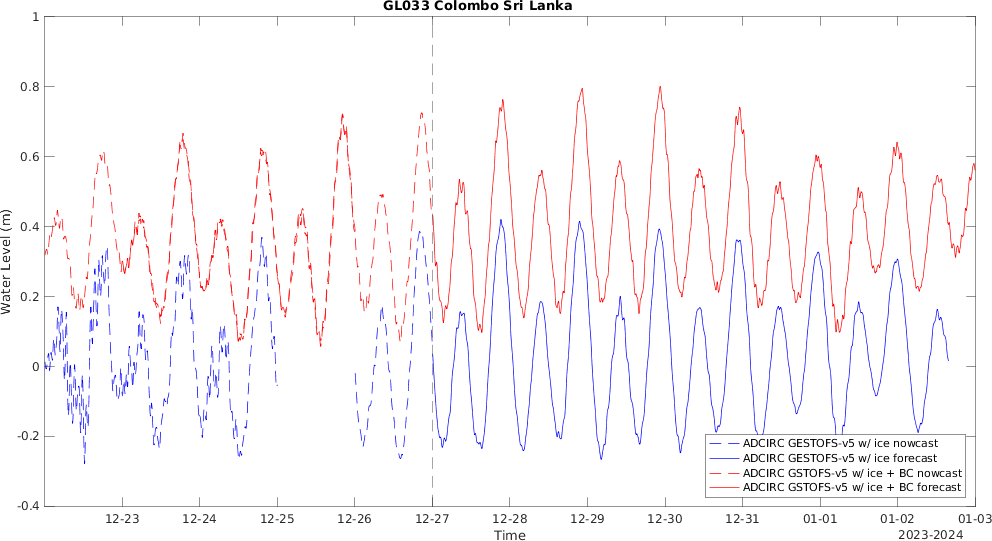 GL033 Colombo Sri Lanka
1
0.8
0.6
0.4
0.2
0
-0.2
-0.4
Water Level (m)
12-23 12-24 12-25 12-26 12-27 12-28 12-29 12-30 12-31 01-01 01-02 01-03
2023-2024
Time
ADCIRC GESTOFS-v5 w/ ice nowcast
ADCIRC GESTOFS-v5 w/ ice forecast
ADCIRC GSTOFS-v5 w/ ice + BC nowcast
ADCIRC GSTOFS-v5 w/ ice + BC forecast